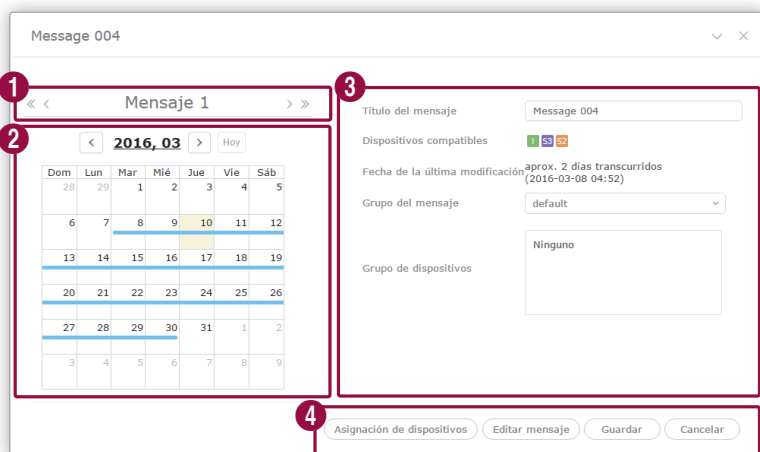 Message 004
1
« < Mensaje 1 > »
2
< 2016, 03 > Hoy
Dom Lun Mar Mié Jue Vie Sáb
28 29 1 2 3 4 5
6 7 8 9 10 11 12
13 14 15 16 17 18 19
20 21 22 23 24 25 26
27 28 29 30 31 1 2
3 4 5 6 7 8 9
3
Título del mensaje Message 004
Dispositivos compatibles I S3 S2
Fecha de la última modificación aprox. 2 días transcurridos
(2016-03-08 04:52)
Grupo del mensaje default
Grupo de dispositivos Ninguno
4
Asignación de dispositivos Editar mensaje Guardar Cancelar